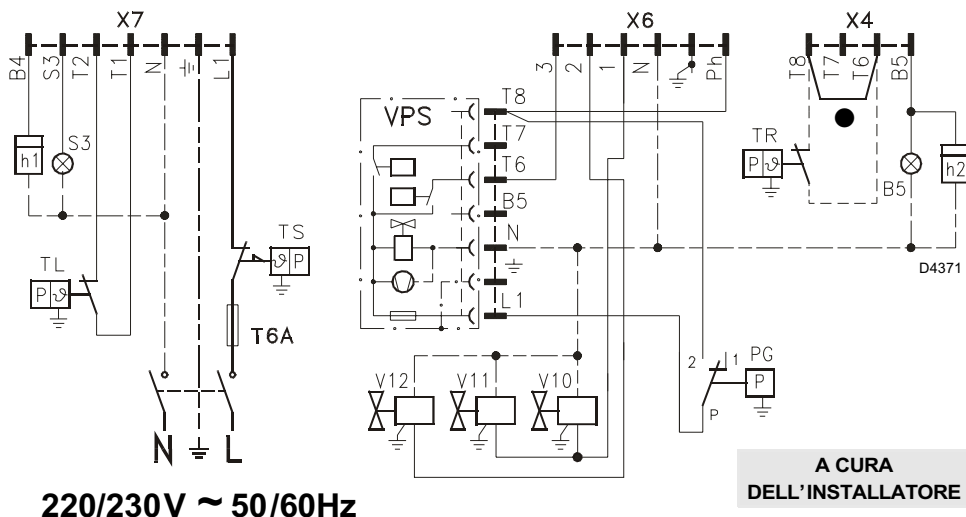 X7
X6
X4
B4
S3
T2
T1
N
L1
3
2
1
N
Ph
T8
T7
T6
B5
VPS
T8
T7
T6
B5
N
L1
h1
S3
TS
ϑ P
TL
P ϑ
T6A
TR
P ϑ
B5
h2
D4371
V12
V11
V10
2
1
PG
P
P
N
L
220/230V ~ 50/60Hz
A CURA
DELL'INSTALLATORE